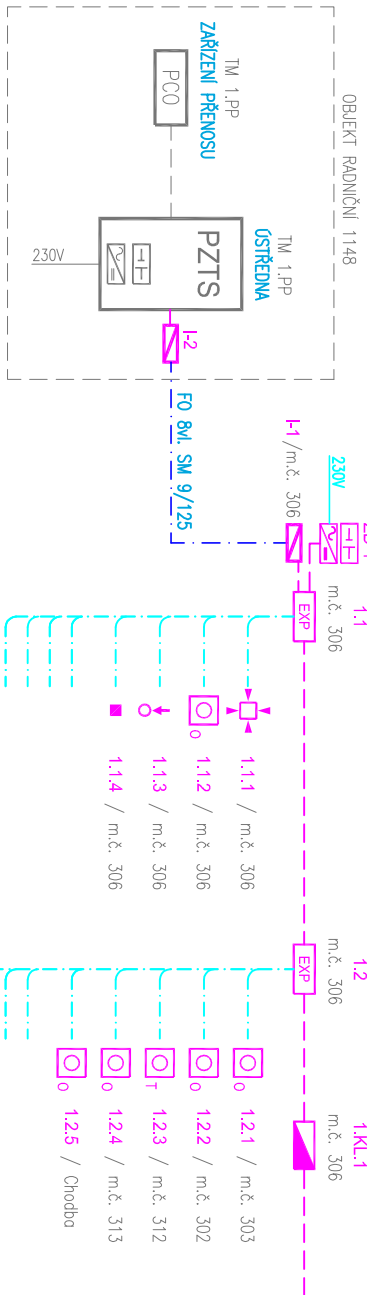 OBJEKT RADNIČNÍ 1148
TM 1.PP
ZAŘÍZENÍ PŘENOSU
PCO
TM 1.PP
ÚSTŘEDNA
PZTS
230V
I-2
FO 8vl. SM 9/125
I-1 /m.č. 306
230V
1.1
m.č. 306
EXP
1.1.1 / m.č. 306
O
1.1.2 / m.č. 306
1.1.3 / m.č. 306
1.1.4 / m.č. 306
1.2
m.č. 306
EXP
O
1.2.1 / m.č. 303
O
1.2.2 / m.č. 302
T
1.2.3 / m.č. 312
O
1.2.4 / m.č. 313
O
1.2.5 / Chodba
1.KL.1
m.č. 306